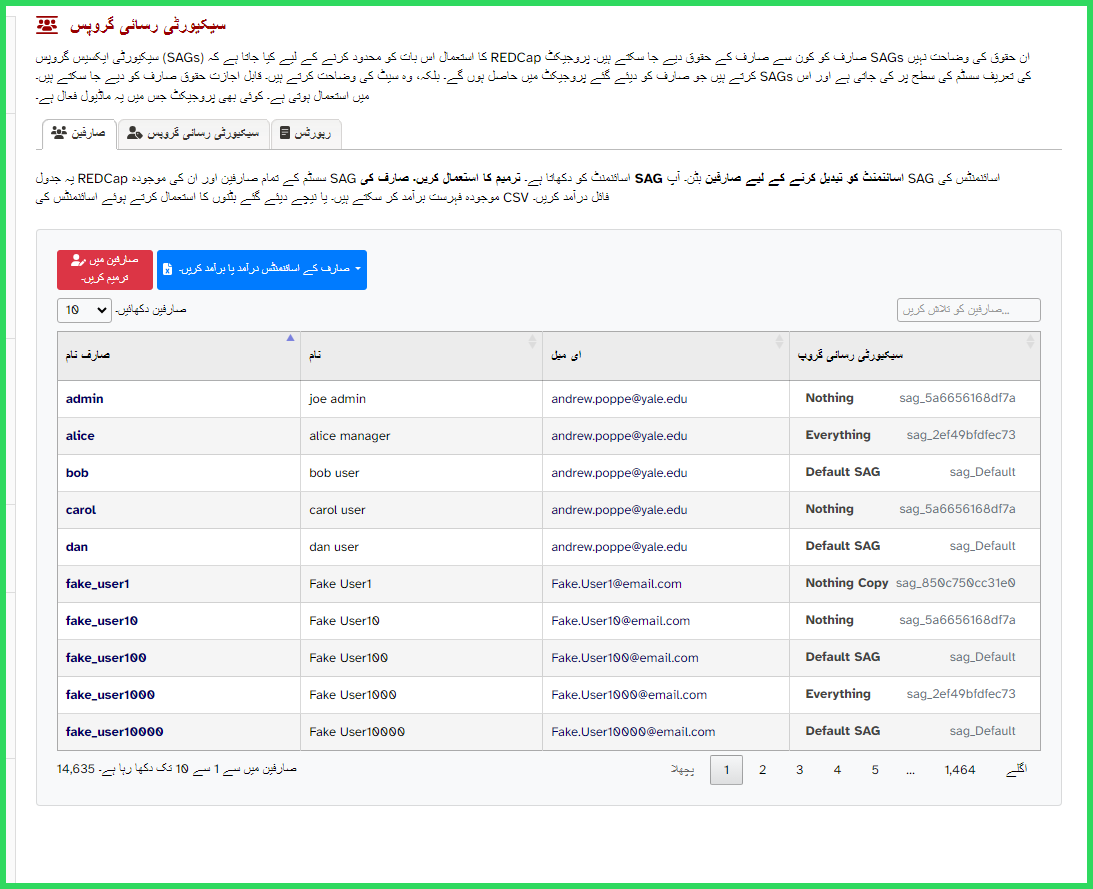 سیکیورٹی رسائی گروپس
سیکیورٹی ایکسیس گروپس (SAGs) کا استعمال اس بات کو محدود کرنے کے لیے کیا جاتا ہے کہ REDCap صارف کو کون سے صارف کے حقوق دیے جا سکتے ہیں۔ پروجیکٹ SAGs ان حقوق کی وضاحت نہیں
کرتے ہیں جو صارف کو دیئے گئے پروجیکٹ میں حاصل ہوں گے۔ بلکہ، وہ سیٹ کی وضاحت کرتے ہیں۔ قابل اجازت حقوق صارف کو دیے جا سکتے ہیں۔ SAGs کی تعریف سسٹم کی سطح پر کی جاتی ہے اور اس
میں استعمال ہوتی ہے۔ کوئی بھی پروجیکٹ جس میں یہ ماڈیول فعال ہے۔
صارفین
سیکیورٹی رسائی گروپس
رپورٹس
یہ جدول REDCap سسٹم کے تمام صارفین اور ان کی موجودہ SAG اسائنمنٹ کو دکھاتا ہے۔ ترمیم کا استعمال کریں۔ صارف کی SAG اسائنمنٹ کو تبدیل کرنے کے لیے صارفین بٹن۔ آپ SAG اسائنمنٹس کی
موجودہ فہرست برآمد کر سکتے ہیں۔ یا نیچے دیئے گئے بٹنوں کا استعمال کرتے ہوئے اسائنمنٹس کی CSV فائل درآمد کریں۔
صارفین میں
ترمیم کریں۔
صارف کے اسائنمنٹس درآمد یا برآمد کریں۔
10 صارفین دکھائیں۔
صارفین کو تلاش کریں...
صارف نام نام ای میل سیکیورٹی رسائی گروپ
admin joe admin andrew.poppe@yale.edu Nothing sag_5a6656168df7a
alice alice manager andrew.poppe@yale.edu Everything sag_2ef49bfdfec73
bob bob user andrew.poppe@yale.edu Default SAG sag_Default
carol carol user andrew.poppe@yale.edu Nothing sag_5a6656168df7a
dan dan user andrew.poppe@yale.edu Default SAG sag_Default
fake_user1 Fake User1 Fake.User1@email.com Nothing Copy sag_850c750cc31e0
fake_user10 Fake User10 Fake.User10@email.com Nothing sag_5a6656168df7a
fake_user100 Fake User100 Fake.User100@email.com Default SAG sag_Default
fake_user1000 Fake User1000 Fake.User1000@email.com Everything sag_2ef49bfdfec73
fake_user10000 Fake User10000 Fake.User10000@email.com Default SAG sag_Default
14,635 صارفین میں سے 1 سے 10 تک دکھا رہا ہے۔
پچھلا 1 2 3 4 5 ... 1,464 اگلے